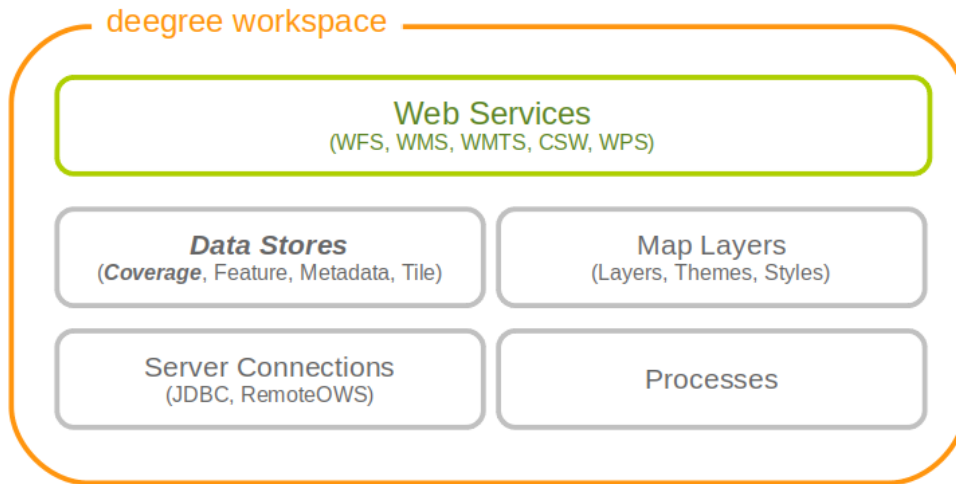 deegree workspace
Web Services
(WFS, WMS, WMTS, CSW, WPS)
Data Stores
(Coverage, Feature, Metadata, Tile)
Map Layers
(Layers, Themes, Styles)
Server Connections
(JDBC, RemoteOWS)
Processes